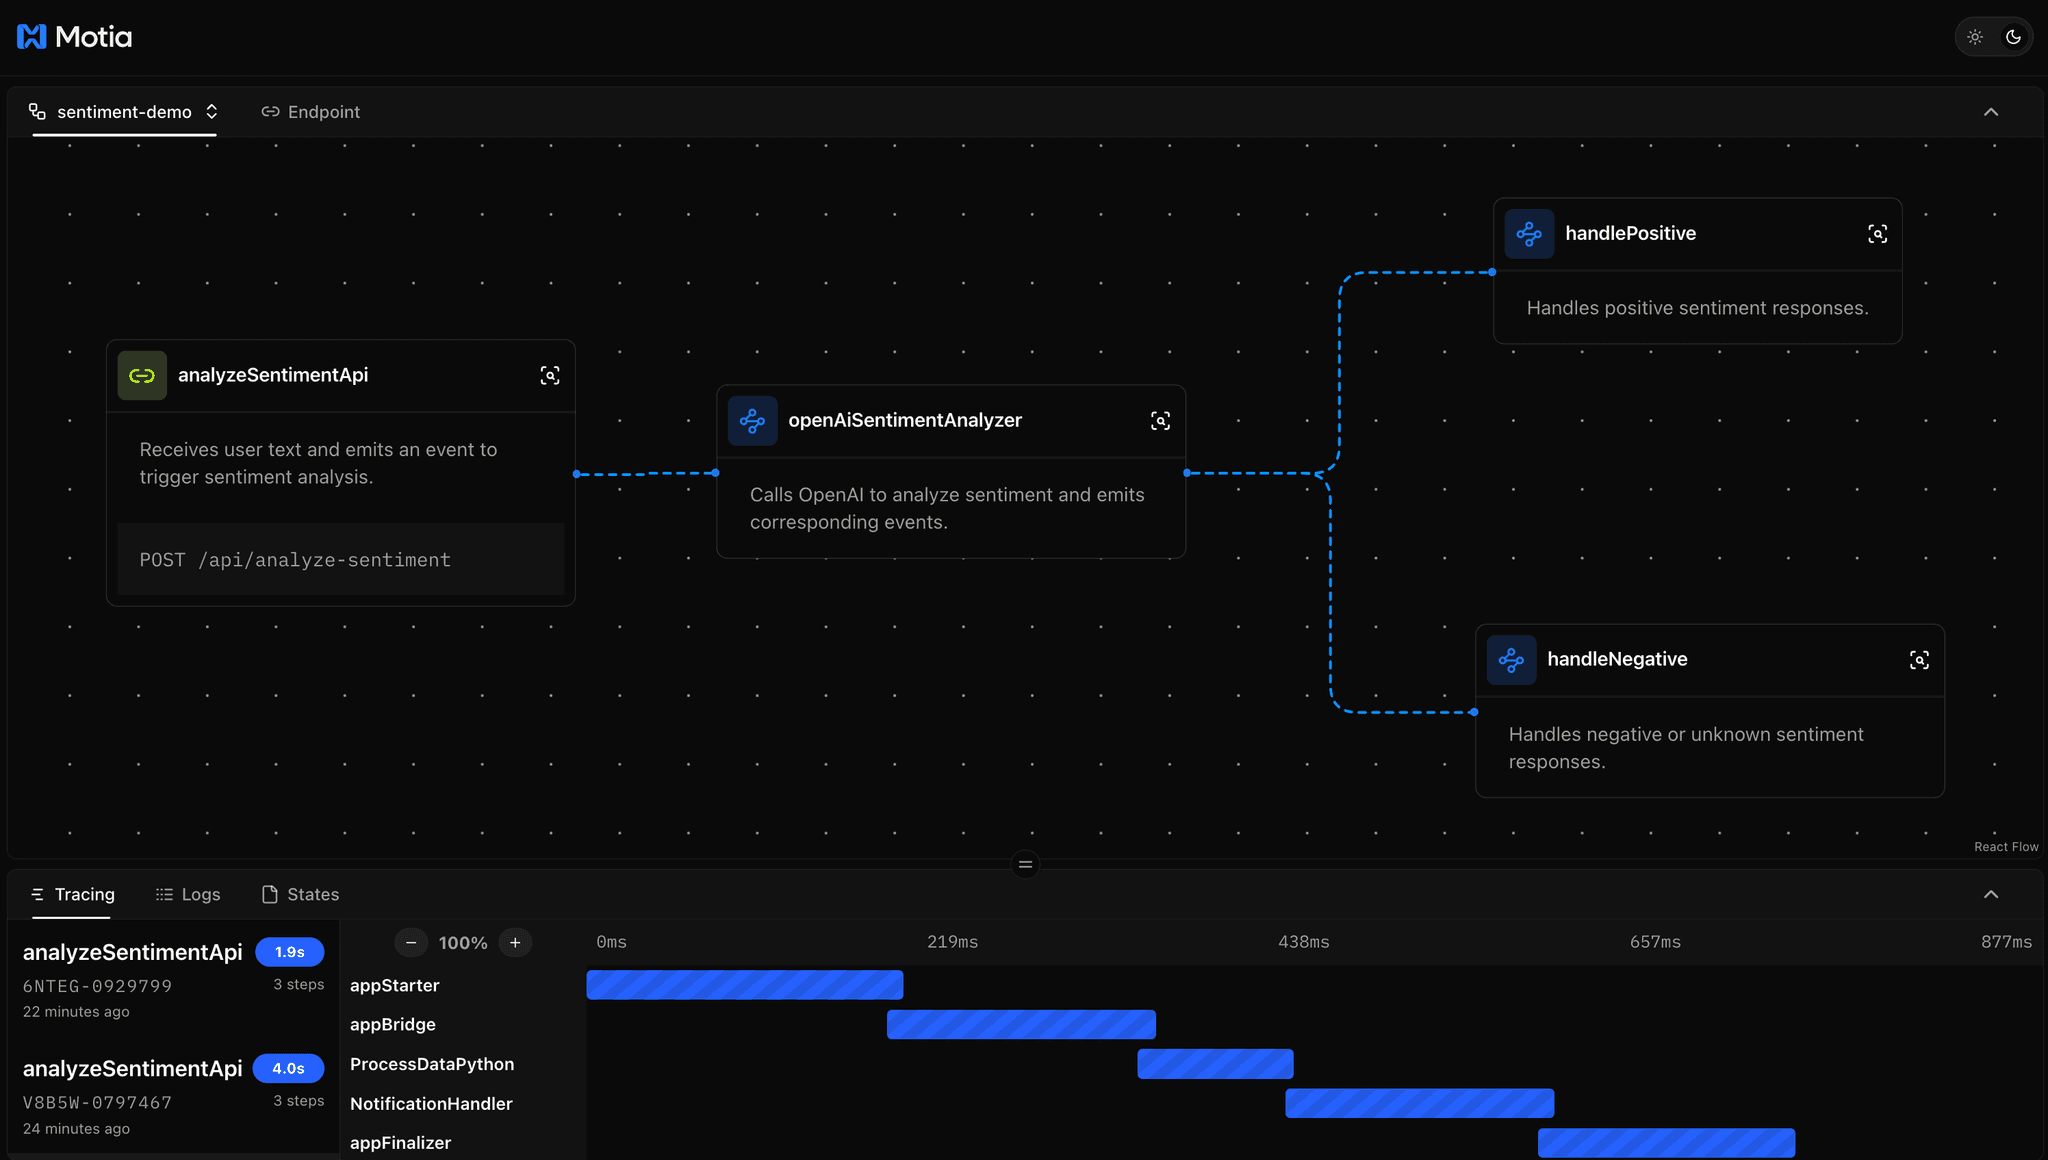 Motia
sentiment-demo
Endpoint
handlePositive
Handles positive sentiment responses.
analyzeSentimentApi
Receives user text and emits an event to
trigger sentiment analysis.
POST /api/analyze-sentiment
openAiSentimentAnalyzer
Calls OpenAI to analyze sentiment and emits
corresponding events.
handleNegative
Handles negative or unknown sentiment
responses.
React Flow
Tracing
Logs
States
analyzeSentimentApi
1.9s
6NTEG-0929799
3 steps
22 minutes ago
analyzeSentimentApi
4.0s
V8B5W-0797467
3 steps
24 minutes ago
− 100% +
0ms
219ms
438ms
657ms
877ms
appStarter
appBridge
ProcessDataPython
NotificationHandler
appFinalizer